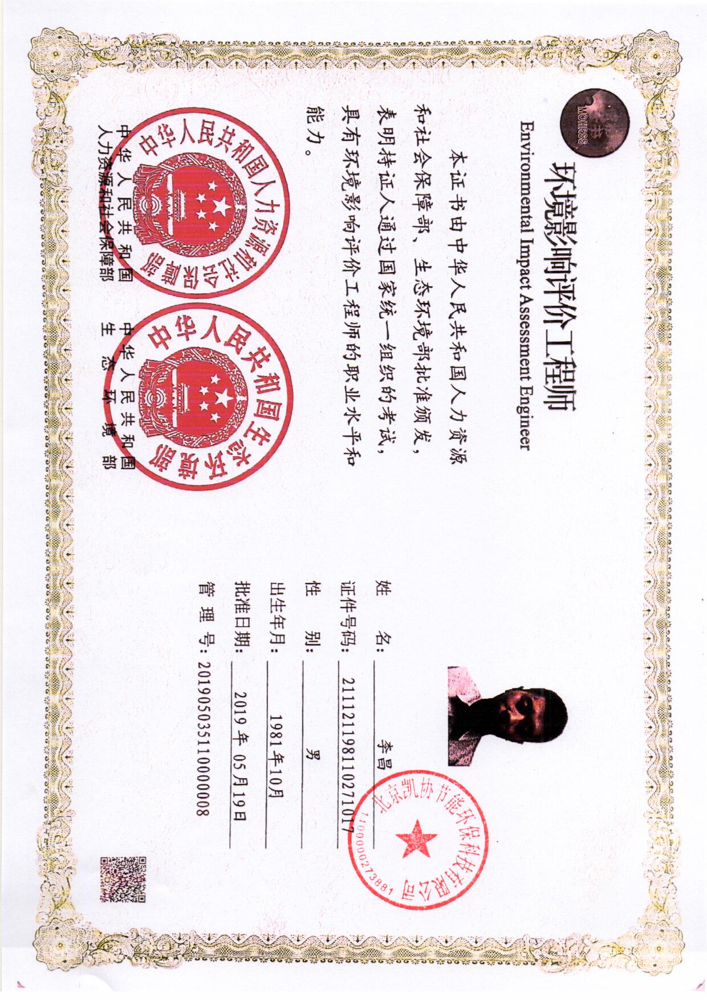 MOHRSS
环境影响评价工程师
Environmental Impact Assessment Engineer
本证书由中华人民共和国人力资源
和社会保障部、生态环境部批准颁发，
表明持证人通过国家统一组织的考试，
具有环境影响评价工程师的职业水平和
能力。
中华人民共和国人力资源和社会保障部
中华人民共和国
人力资源和社会保障部
中华人民共和国生态环境部
中华人民共和国
生态环境部
姓 名： 李昌
证件号码： 211121198110271017
性 别： 男
出生年月： 1981年10月
批准日期： 2019年05月19日
管 理 号： 201905035110000008
北京凯协节能环保科技有限公司
1100000273881